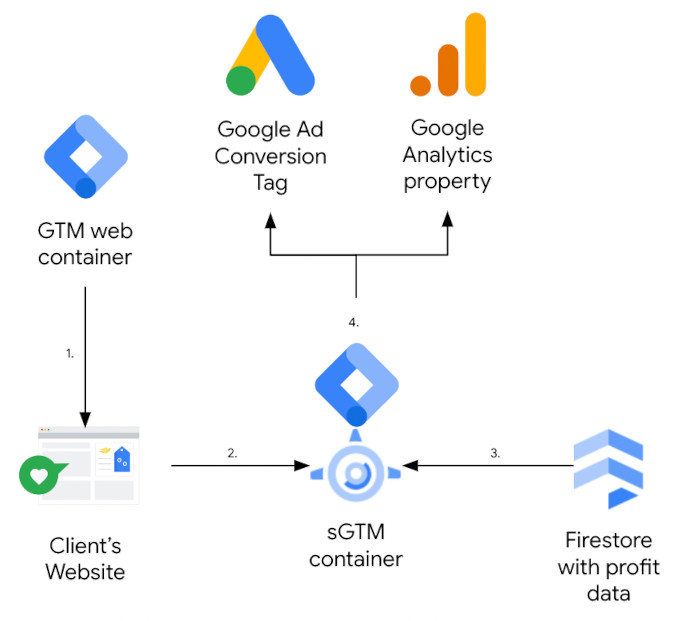 Google Ad
Conversion
Tag
Google
Analytics
property
GTM web
container
1.
4.
2.
3.
Client's
Website
sGTM
container
Firestore
with profit
data